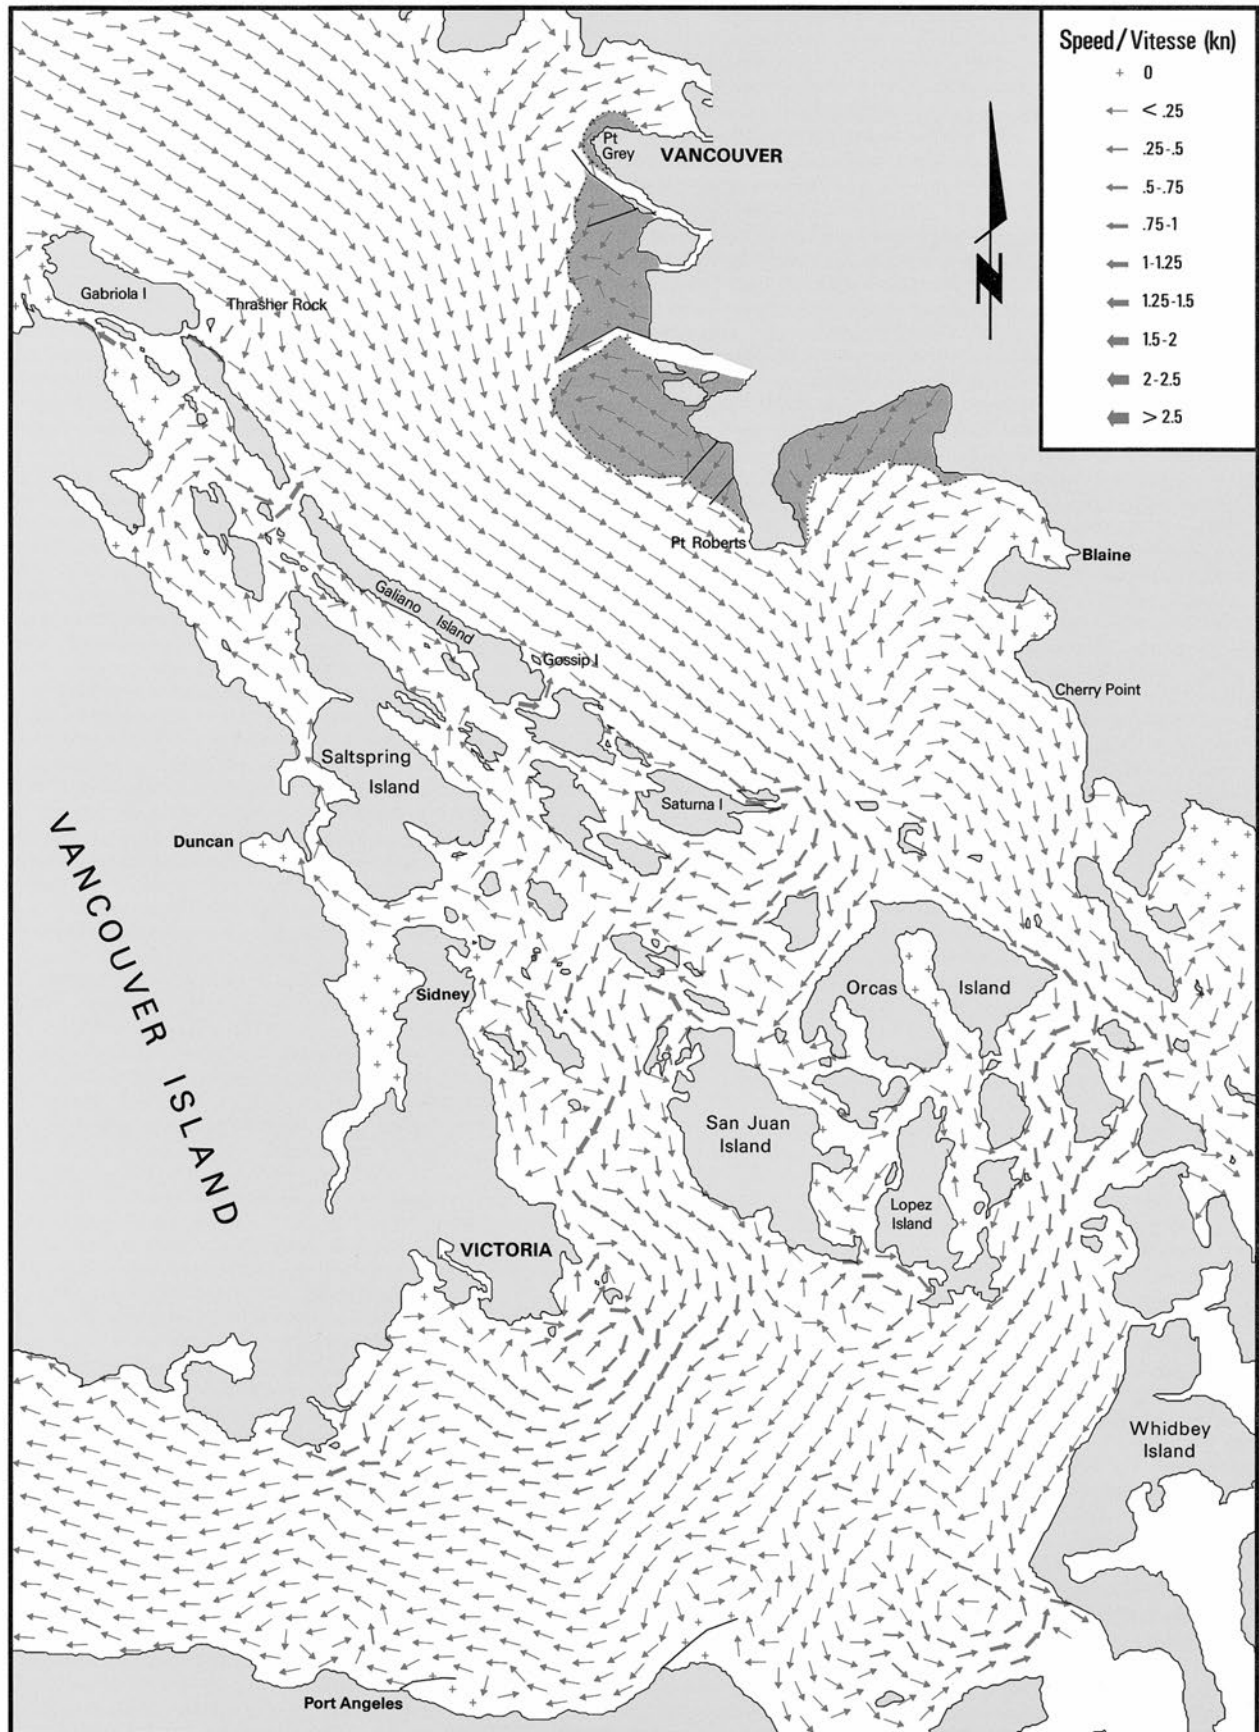 Speed/Vitesse (kn)
0
< .25
.25-.5
.5-.75
.75-1
1-1.25
1.25-1.5
1.5-2
2-2.5
> 2.5
N
Pt
Grey
VANCOUVER
Gabriola I
Thrasher Rock
Pt Roberts
Blaine
Galiano
Island
Gossip I
Cherry Point
Saltspring
Island
Saturna I
Duncan
VANCOUVER ISLAND
Sidney
Orcas Island
San Juan
Island
Lopez
Island
VICTORIA
Whidbey
Island
Port Angeles